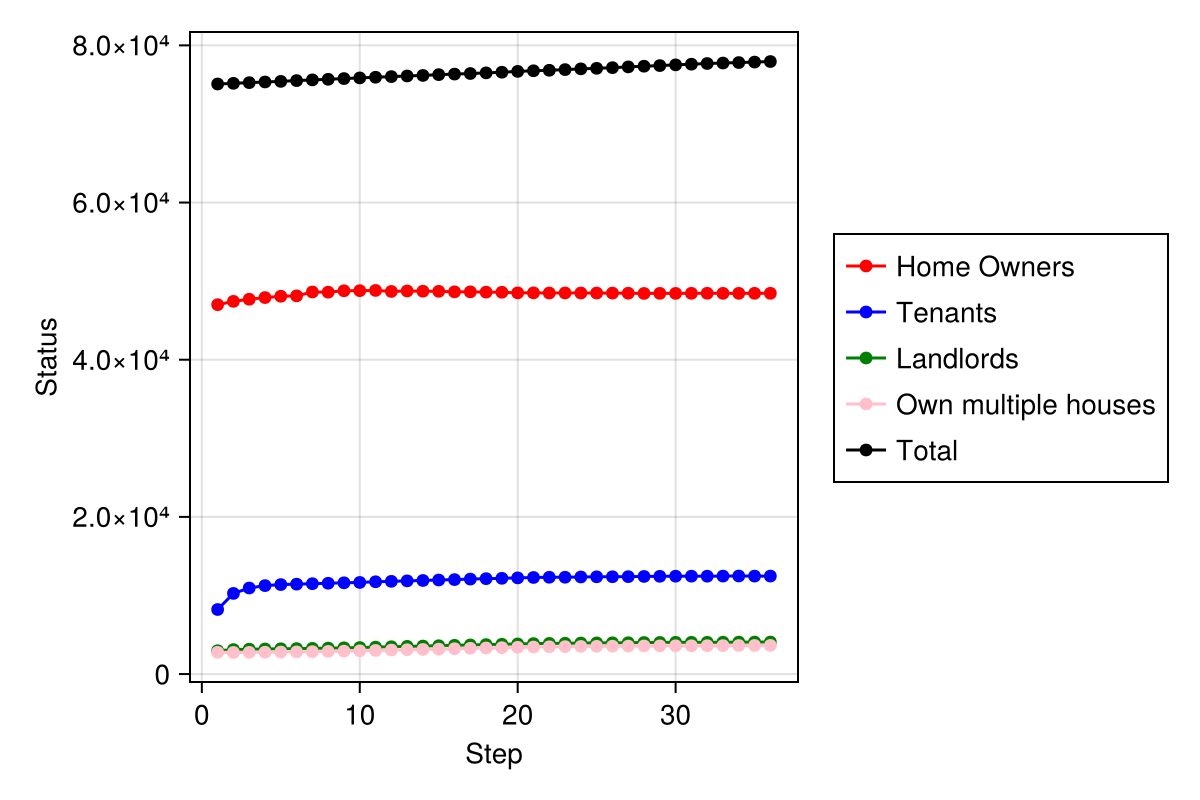 8.0×10⁴
6.0×10⁴
4.0×10⁴
2.0×10⁴
0
Status
0 10 20 30
Step
Home Owners
Tenants
Landlords
Own multiple houses
Total